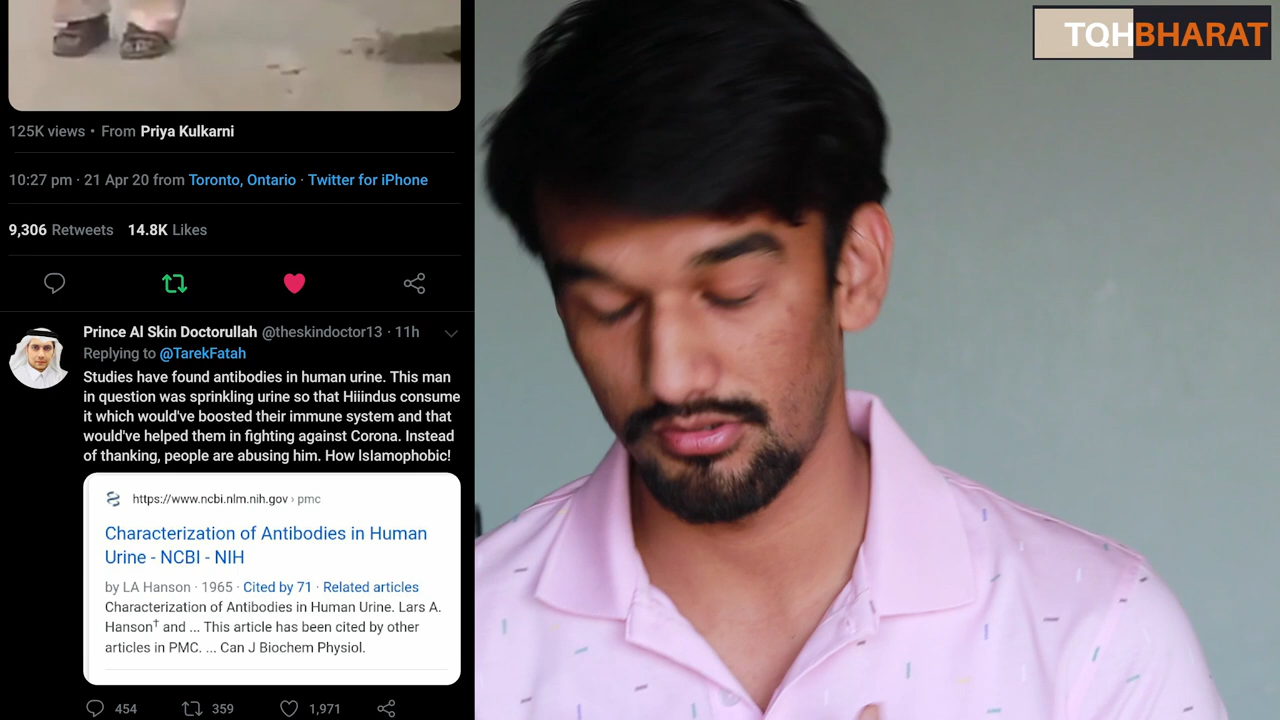 125K views · From Priya Kulkarni
10:27 pm · 21 Apr 20 from Toronto, Ontario · Twitter for iPhone
9,306 Retweets 14.8K Likes
Prince Al Skin Doctorullah @theskindoctor13 · 11h
Replying to @TarekFatah
Studies have found antibodies in human urine. This man
in question was sprinkling urine so that Hiiindus consume
it which would've boosted their immune system and that
would've helped them in fighting against Corona. Instead
of thanking, people are abusing him. How Islamophobic!
https://www.ncbi.nlm.nih.gov › pmc
Characterization of Antibodies in Human
Urine - NCBI - NIH
by LA Hanson · 1965 · Cited by 71 · Related articles
Characterization of Antibodies in Human Urine. Lars A.
Hanson† and ... This article has been cited by other
articles in PMC. ... Can J Biochem Physiol.
454 359 1,971
TQHBHARAT